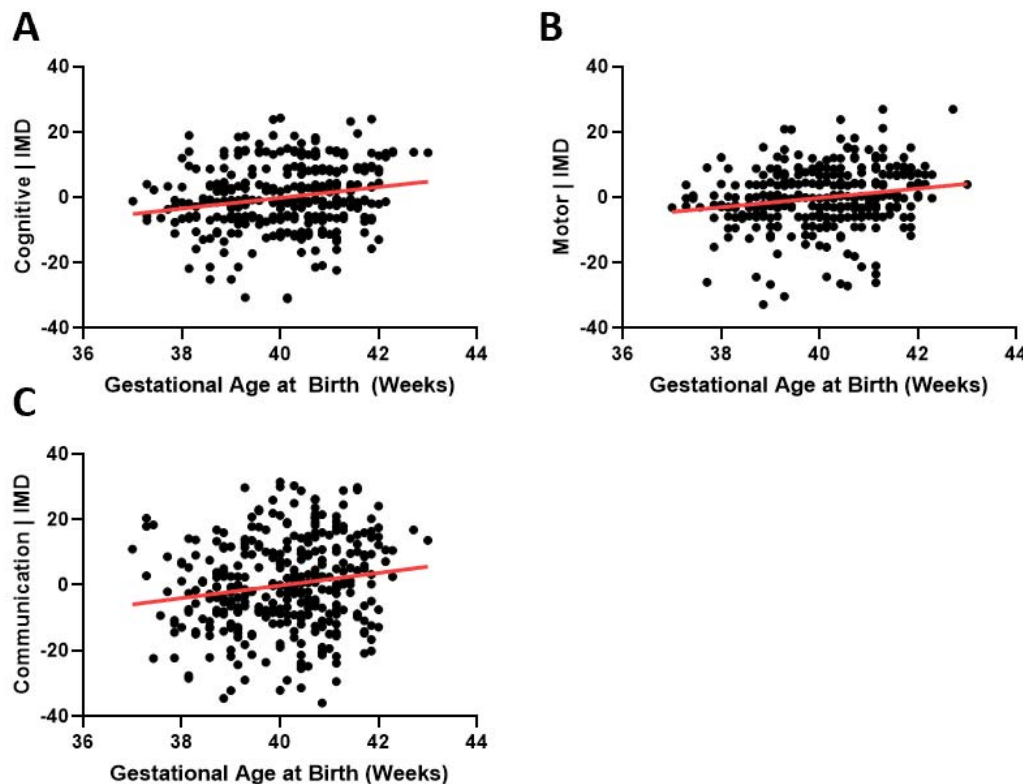 A
40
20
0
-20
-40
Cognitive | IMD
36 38 40 42 44
Gestational Age at Birth (Weeks)
B
40
20
0
-20
-40
Motor | IMD
36 38 40 42 44
Gestational Age at Birth (Weeks)
C
40
20
0
-20
-40
Communication | IMD
36 38 40 42 44
Gestational Age at Birth (Weeks)